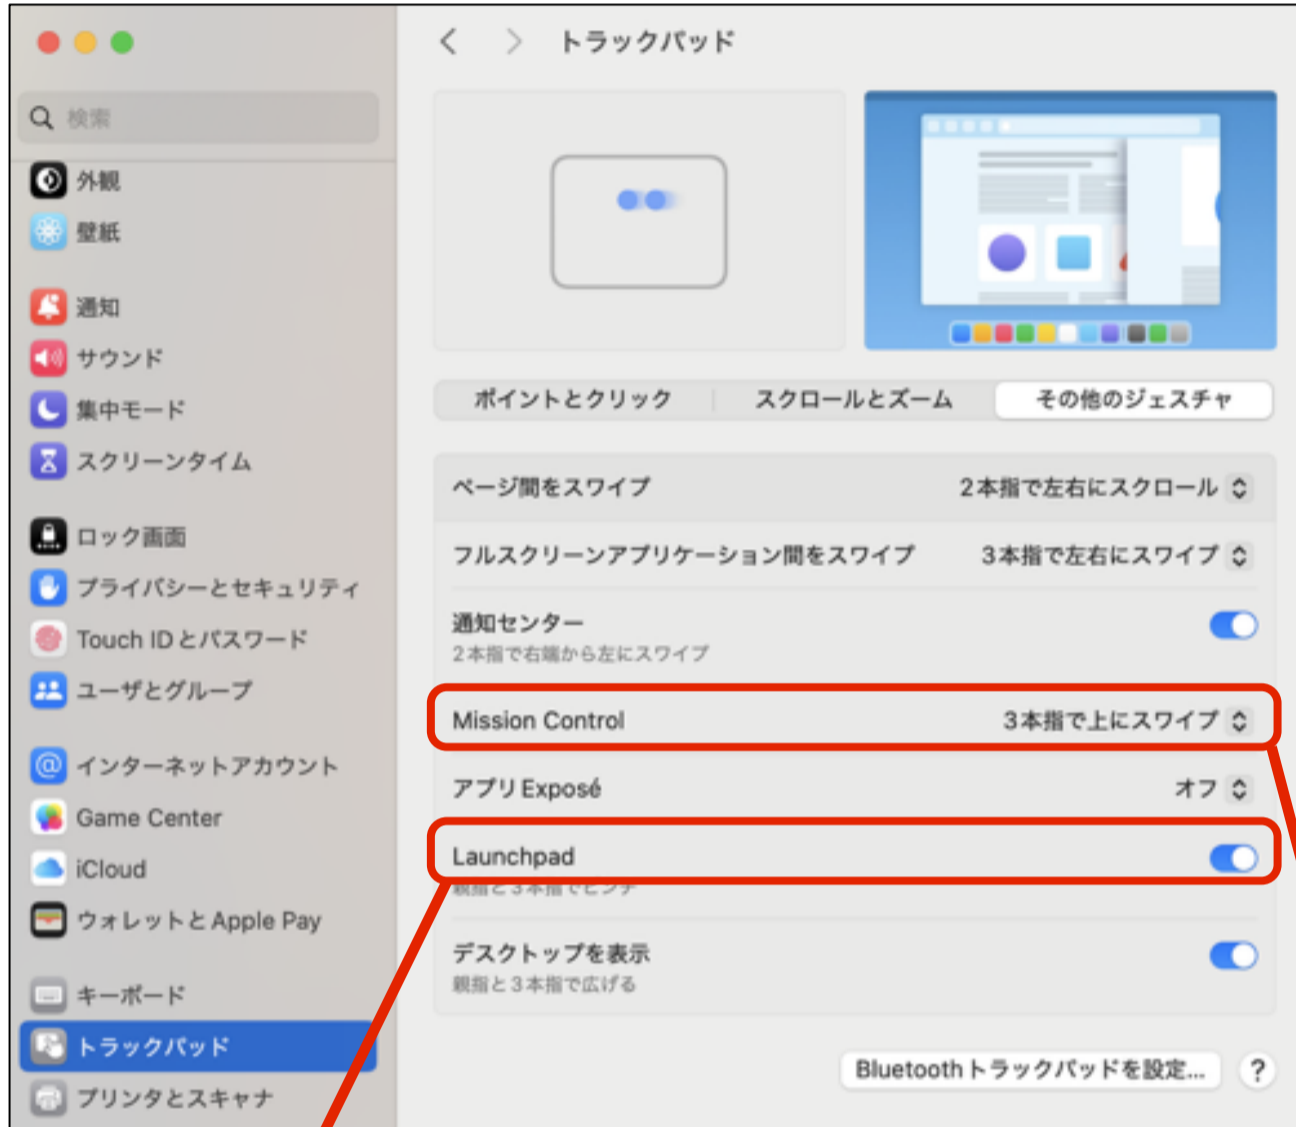 トラックパッド
検索
外観
壁紙
通知
サウンド
集中モード
スクリーンタイム
ロック画面
プライバシーとセキュリティ
Touch IDとパスワード
ユーザとグループ
インターネットアカウント
Game Center
iCloud
ウォレットとApple Pay
キーボード
トラックパッド
プリンタとスキャナ
ポイントとクリック スクロールとズーム その他のジェスチャ
ページ間をスワイプ 2本指で左右にスクロール
フルスクリーンアプリケーション間をスワイプ 3本指で左右にスワイプ
通知センター
2本指で右端から左にスワイプ
Mission Control 3本指で上にスワイプ
アプリExposé オフ
Launchpad
親指と3本指でピンチ
デスクトップを表示
親指と3本指で広げる
Bluetoothトラックパッドを設定... ?